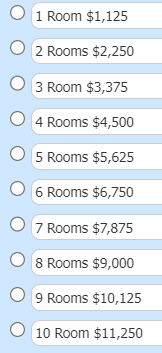 1 Room $1,125
2 Rooms $2,250
3 Room $3,375
4 Rooms $4,500
5 Rooms $5,625
6 Rooms $6,750
7 Rooms $7,875
8 Rooms $9,000
9 Rooms $10,125
10 Room $11,250